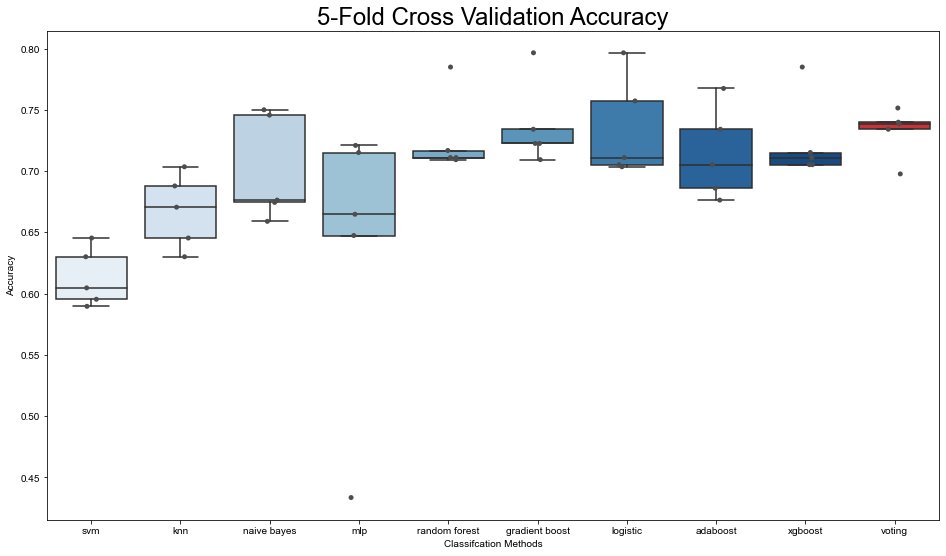 5-Fold Cross Validation Accuracy
0.80
0.75
0.70
0.65
0.60
0.55
0.50
0.45
Accuracy
svm knn naive bayes mlp random forest gradient boost logistic adaboost xgboost voting
Classifcation Methods